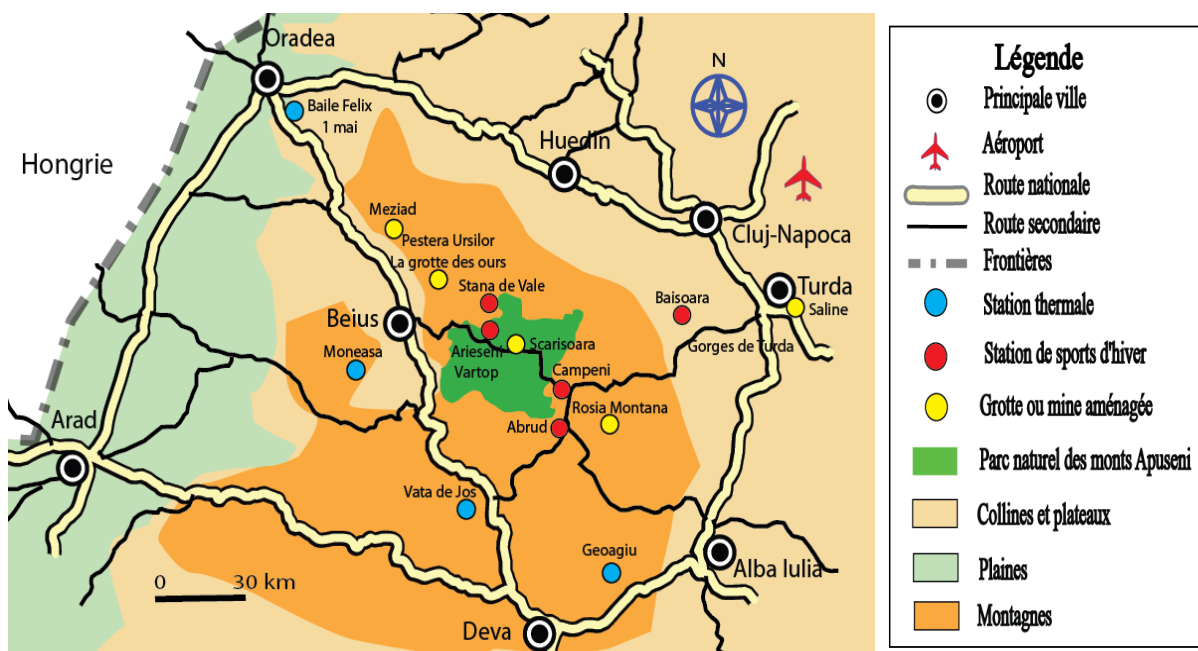 Oradea
N
Baile Felix
1 mai
Huedin
Hongrie
Meziad
Cluj-Napoca
Pestera Ursilor
La grotte des ours
Stana de Vale
Turda
Baisoara
Saline
Beius
Scarisoara
Gorges de Turda
Moneasa
Arieseni
Vartop
Campeni
Rosia Montana
Arad
Abrud
Vata de Jos
Geoagiu
Alba Iulia
0 30 km
Deva
Légende
Principale ville
Aéroport
Route nationale
Route secondaire
Frontières
Station thermale
Station de sports d'hiver
Grotte ou mine aménagée
Parc naturel des monts Apuseni
Collines et plateaux
Plaines
Montagnes